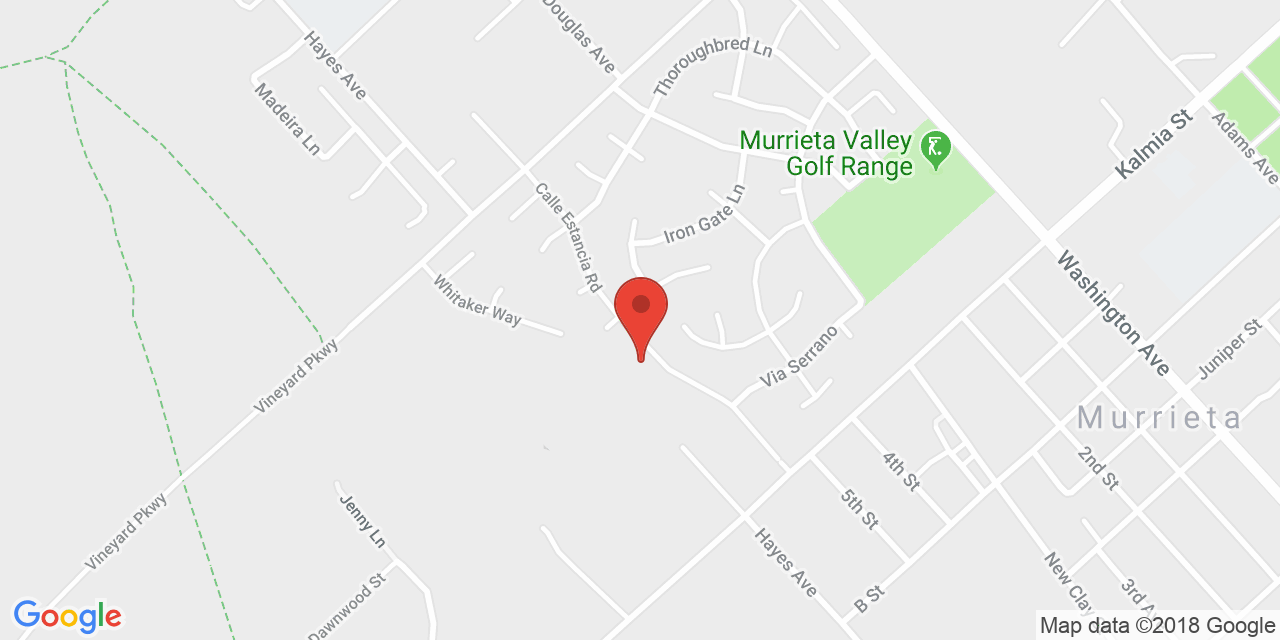 Douglas Ave
Hayes Ave
Thoroughbred Ln
Madeira Ln
Murrieta Valley
Golf Range
Kalmia St
Adams Ave
Calle Estancia Rd
Iron Gate Ln
Whitaker Way
Washington Ave
Vineyard Pkwy
Via Serrano
Juniper St
Murrieta
4th St
2nd St
5th St
Vineyard Pkwy
Jenny Ln
Hayes Ave
New Clay
3rd A
B St
Dawnwood St
Google
Map data ©2018 Google